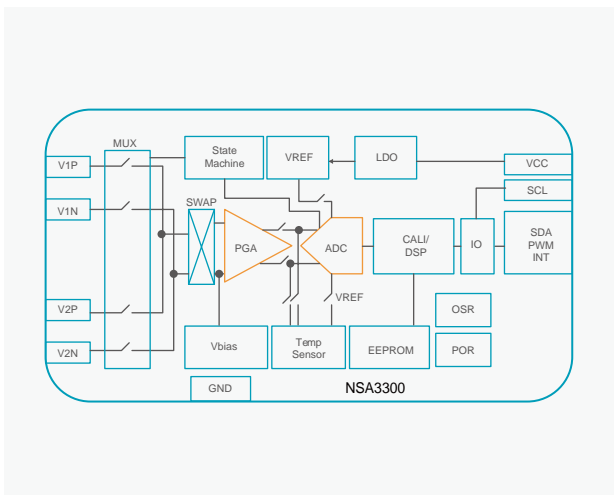 MUX
State
Machine
VREF
LDO
V1P
VCC
SCL
V1N
SWAP
PGA
ADC
CALI/
DSP
IO
SDA
PWM
INT
VREF
V2P
OSR
V2N
Vbias
Temp
Sensor
EEPROM
POR
GND
NSA3300